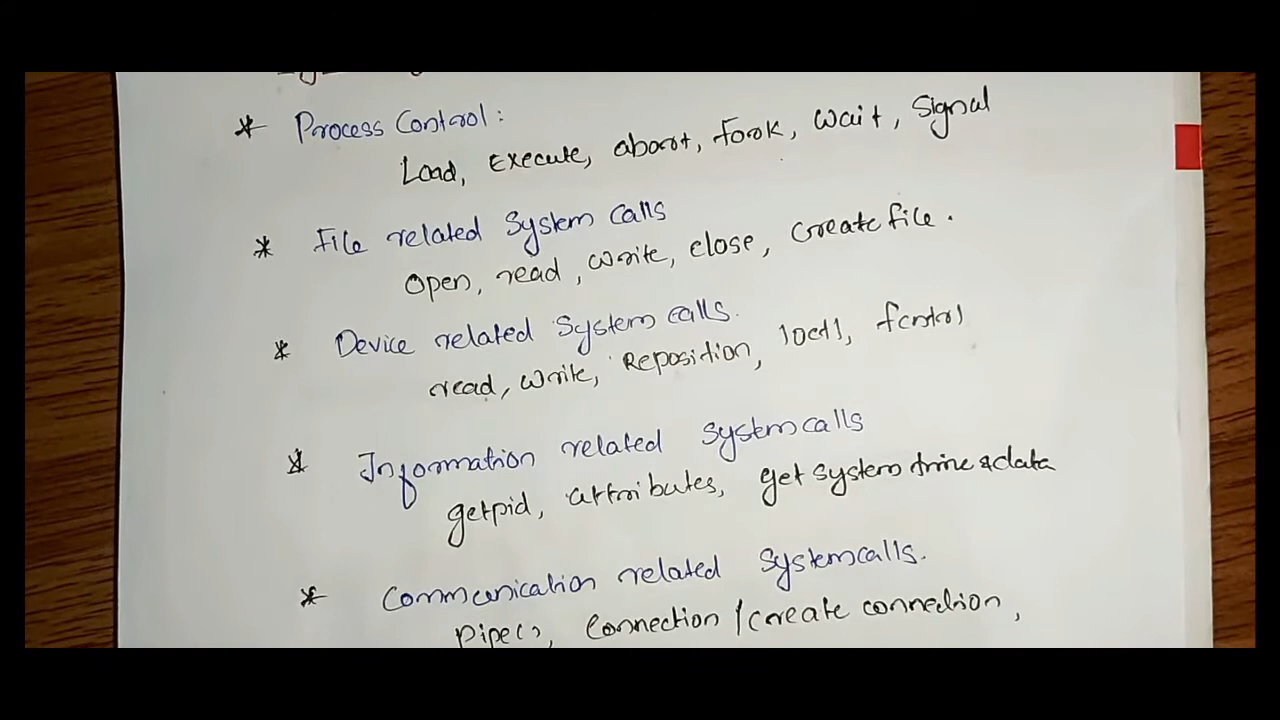 * Process Control:
Load, Execute, abort, fork, wait, Signal
* File related System Calls
Open, read, write, close, Create file.
* Device related System calls.
read, write, Reposition, ioctl, fcntrl
* Information related Systemcalls
getpid, attributes, get system time & data
* Communication related Systemcalls.
pipe(), Connection / Create connection,